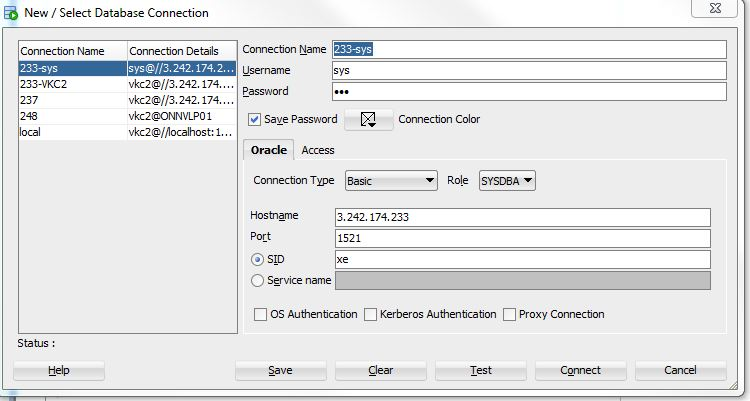 New / Select Database Connection
Connection Name Connection Details
233-sys sys@//3.242.174.2...
233-VKC2 vkc2@//3.242.174....
237 vkc2@//3.242.174....
248 vkc2@ONNVLP01
local vkc2@//localhost:1...
Connection Name 233-sys
Username sys
Password •••
Save Password Connection Color
Oracle Access
Connection Type Basic Role SYSDBA
Hostname 3.242.174.233
Port 1521
SID xe
Service name
OS Authentication Kerberos Authentication Proxy Connection
Status :
Help Save Clear Test Connect Cancel